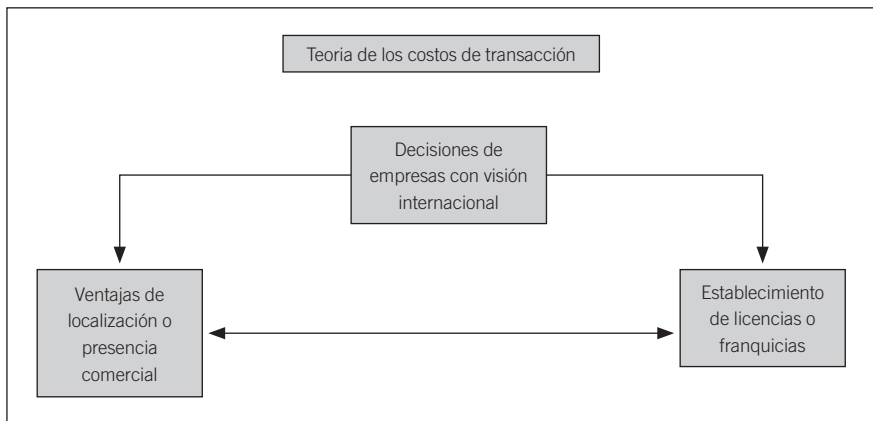 Teoria de los costos de transacción
Decisiones de
empresas con visión
internacional
Ventajas de
localización o
presencia
comercial
Establecimiento
de licencias o
franquicias